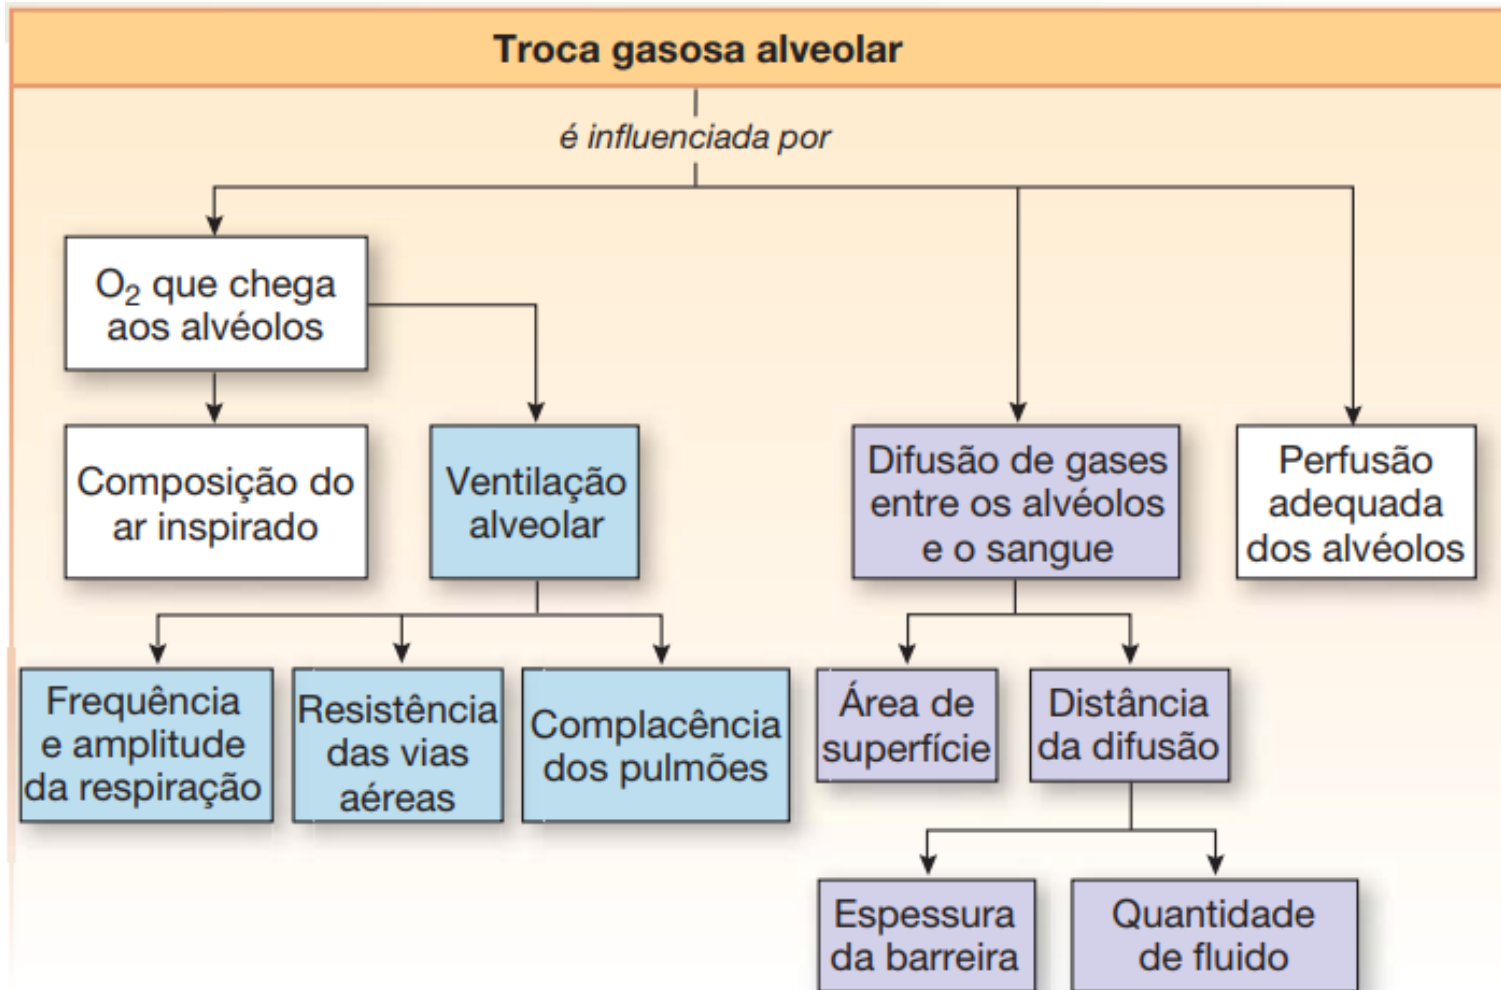 Troca gasosa alveolar
é influenciada por
O₂ que chega
aos alvéolos
Composição do
ar inspirado
Ventilação
alveolar
Difusão de gases
entre os alvéolos
e o sangue
Perfusão
adequada
dos alvéolos
Frequência
e amplitude
da respiração
Resistência
das vias
aéreas
Complacência
dos pulmões
Área de
superfície
Distância
da difusão
Espessura
da barreira
Quantidade
de fluido